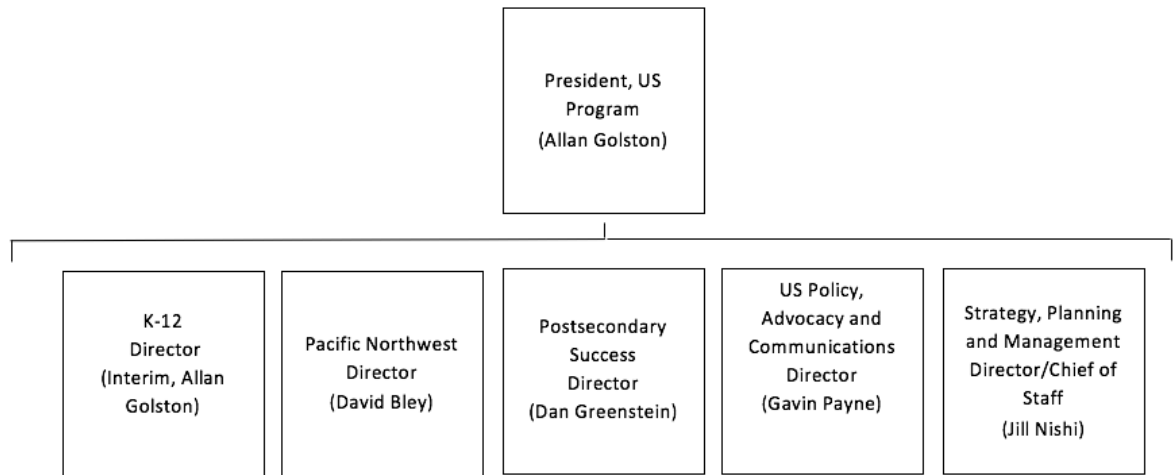 President, US
Program
(Allan Golston)
K-12
Director
(Interim, Allan
Golston)
Pacific Northwest
Director
(David Bley)
Postsecondary
Success
Director
(Dan Greenstein)
US Policy,
Advocacy and
Communications
Director
(Gavin Payne)
Strategy, Planning
and Management
Director/Chief of
Staff
(Jill Nishi)